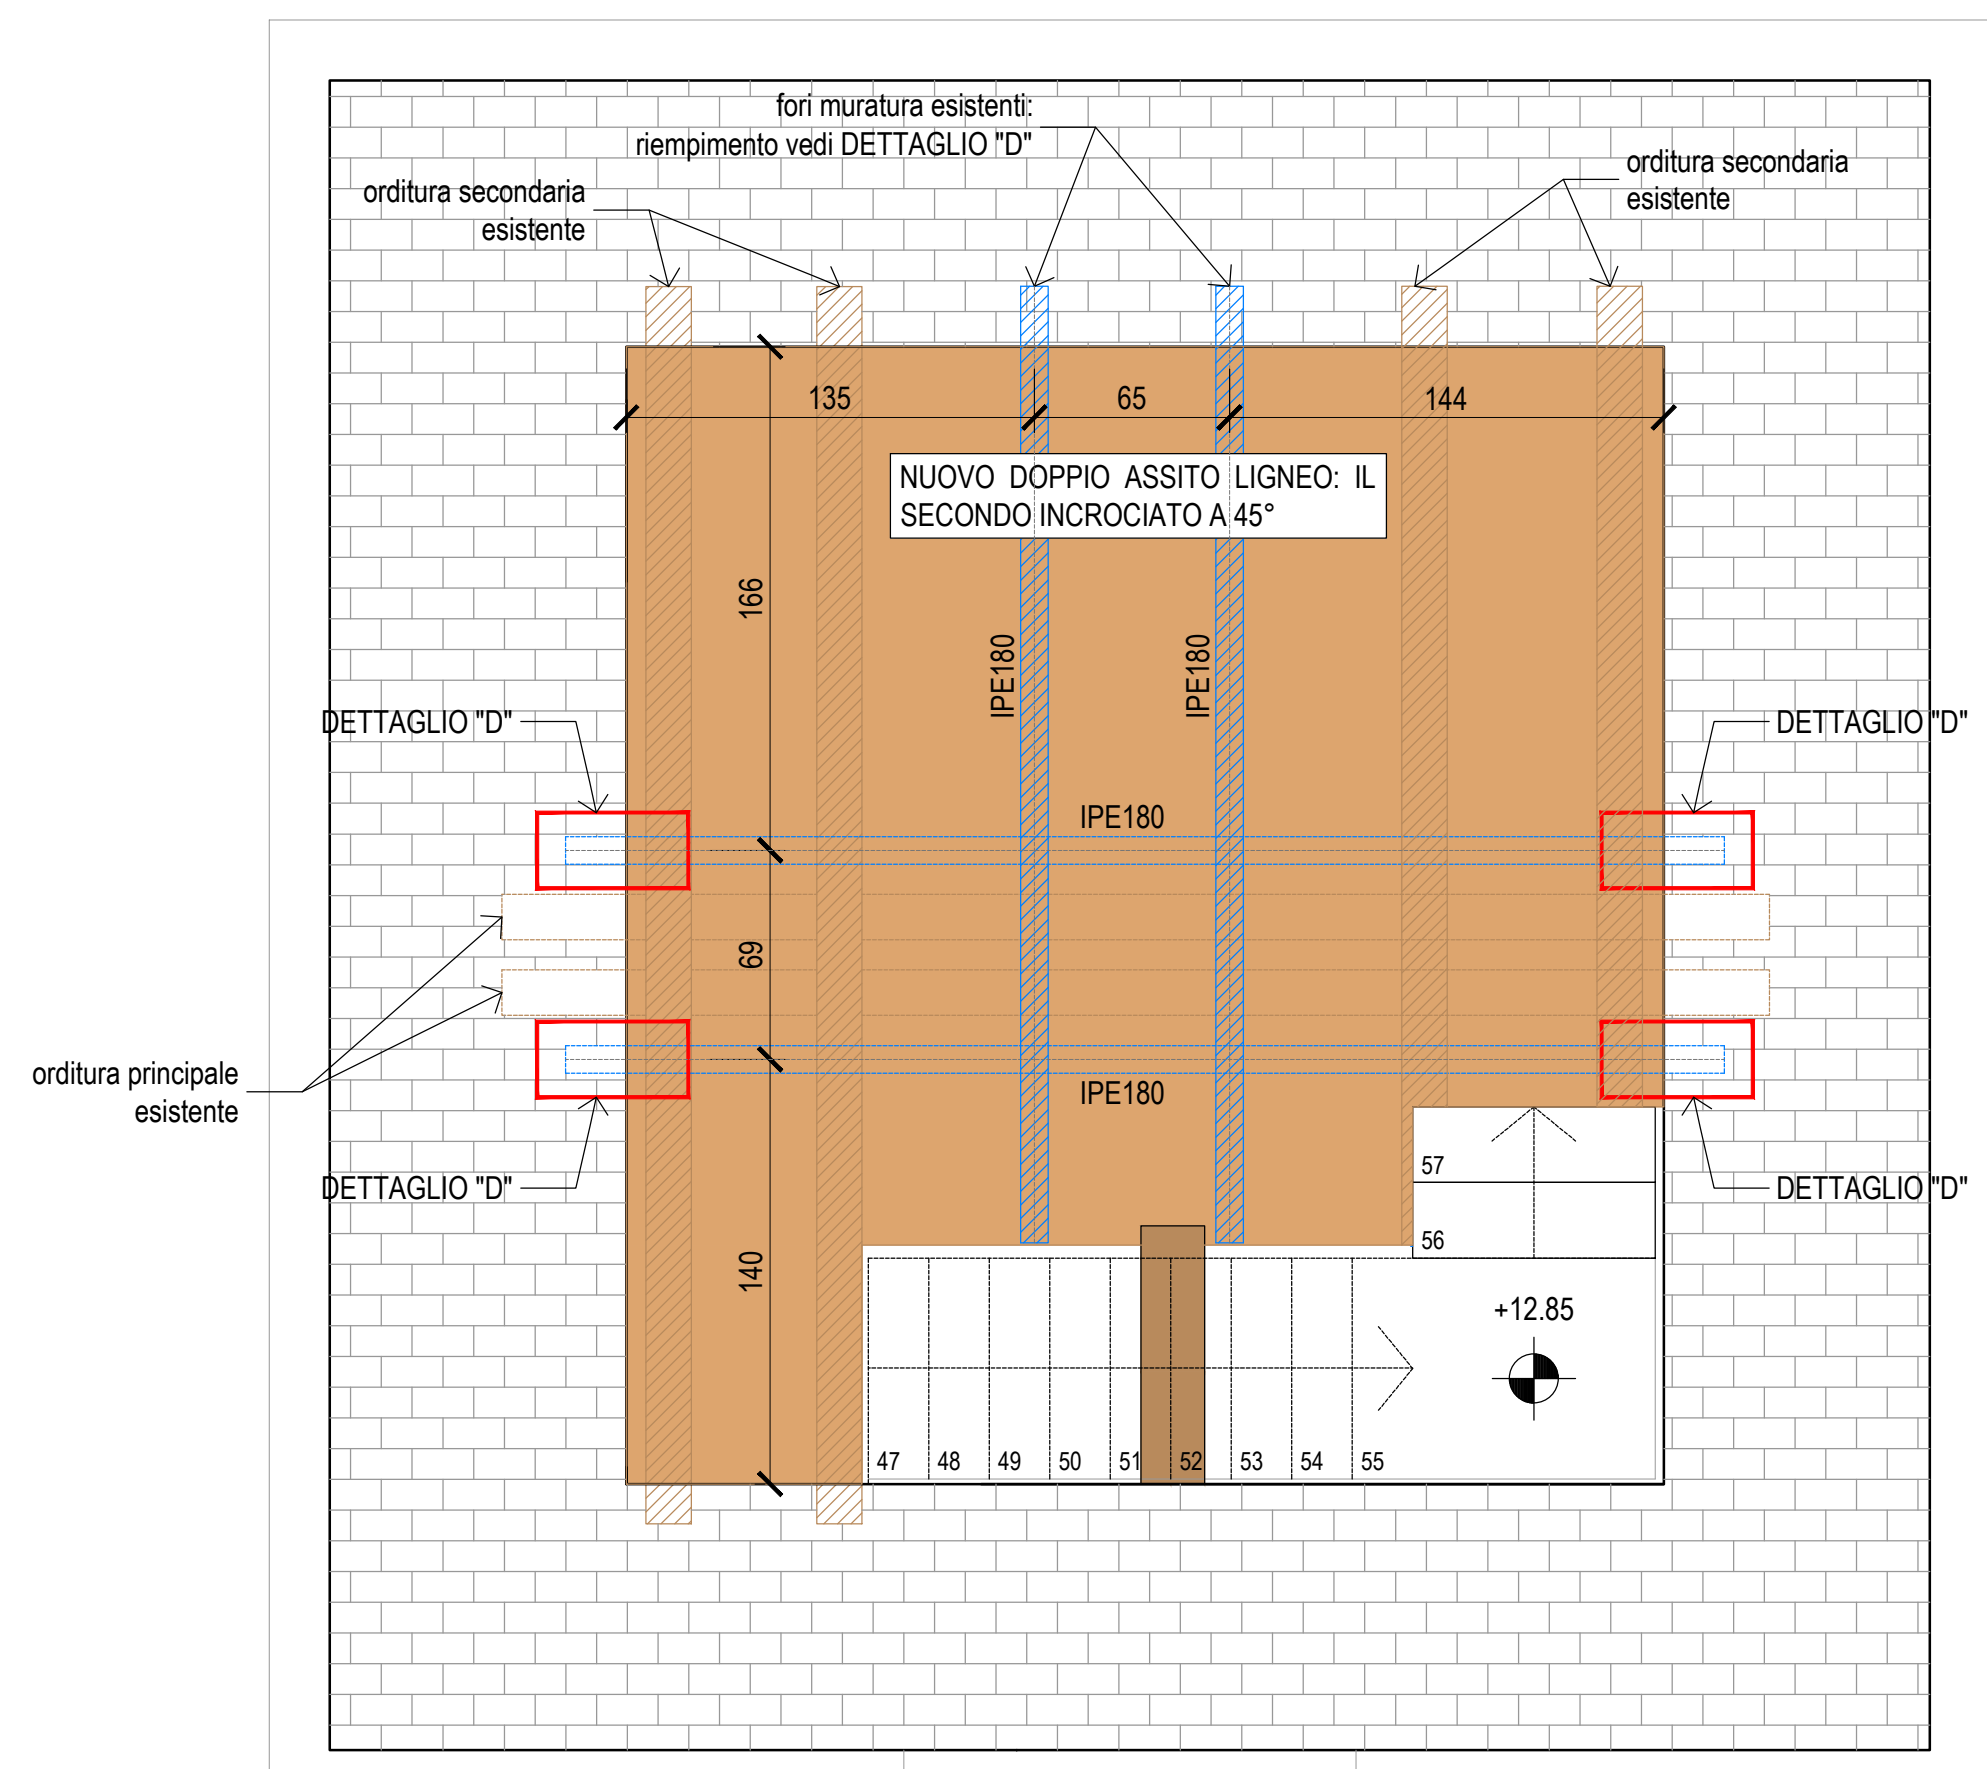 fori muratura esistenti:
riempimento vedi DETTAGLIO "D"
orditura secondaria
esistente
orditura secondaria
esistente
135
65
144
NUOVO DOPPIO ASSITO LIGNEO: IL
SECONDO INCROCIATO A 45°
166
IPE180
IPE180
DETTAGLIO "D"
DETTAGLIO "D"
IPE180
69
IPE180
orditura principale
esistente
DETTAGLIO "D"
DETTAGLIO "D"
57
56
140
+12.85
47
48
49
50
51
52
53
54
55